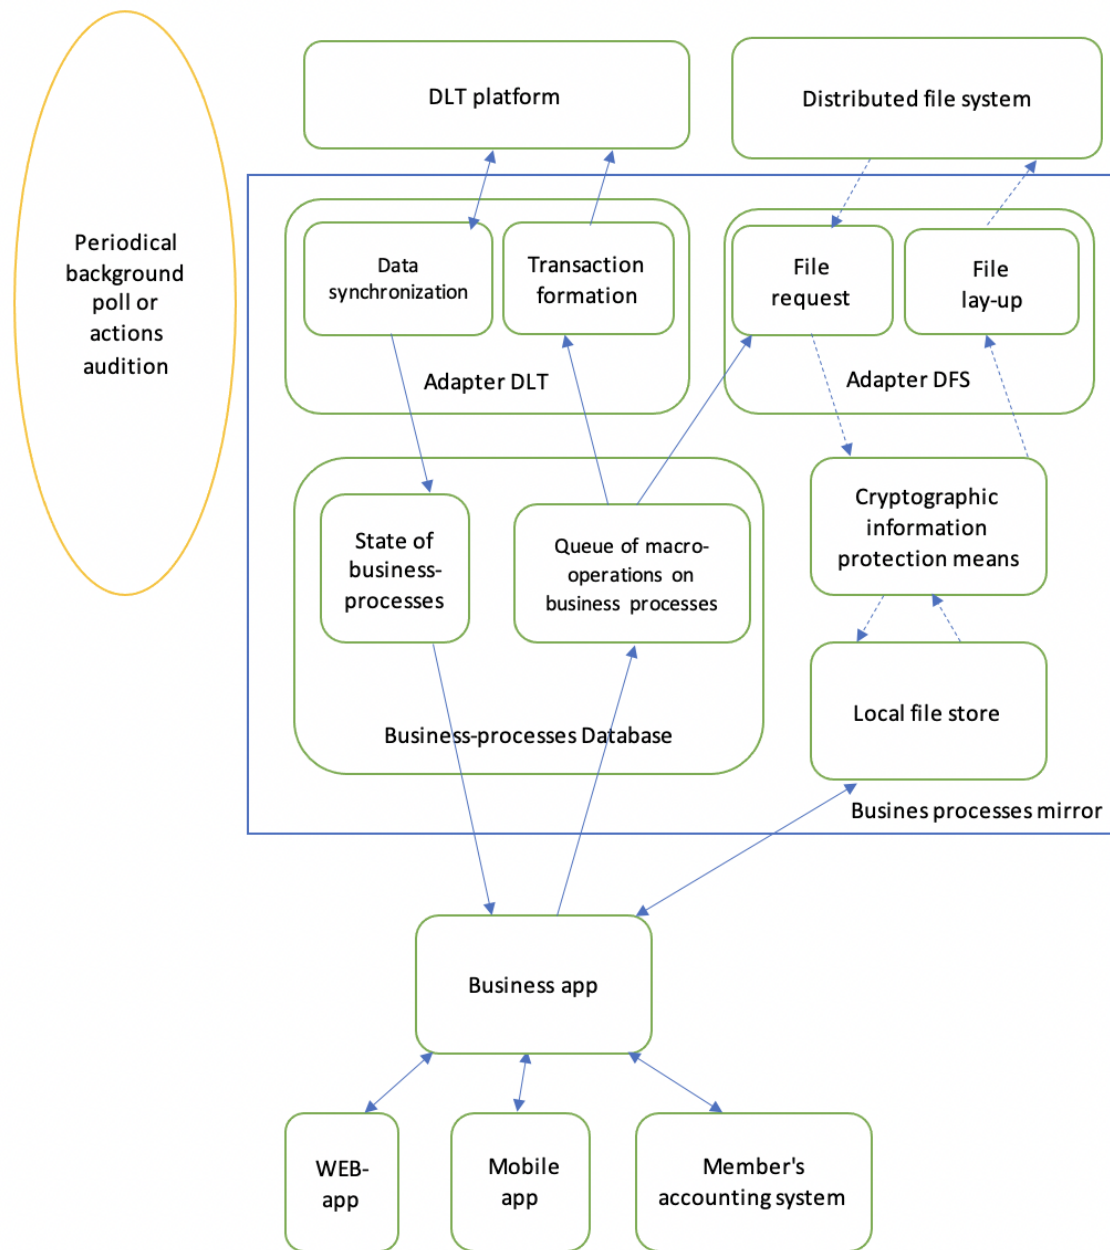 DLT platform
Distributed file system
Periodical
background
poll or
actions
audition
Data
synchronization
Transaction
formation
File
request
File
lay-up
Adapter DLT
Adapter DFS
State of
business-
processes
Queue of macro-
operations on
business processes
Cryptographic
information
protection means
Business-processes Database
Local file store
Busines processes mirror
Business app
WEB-
app
Mobile
app
Member's
accounting system